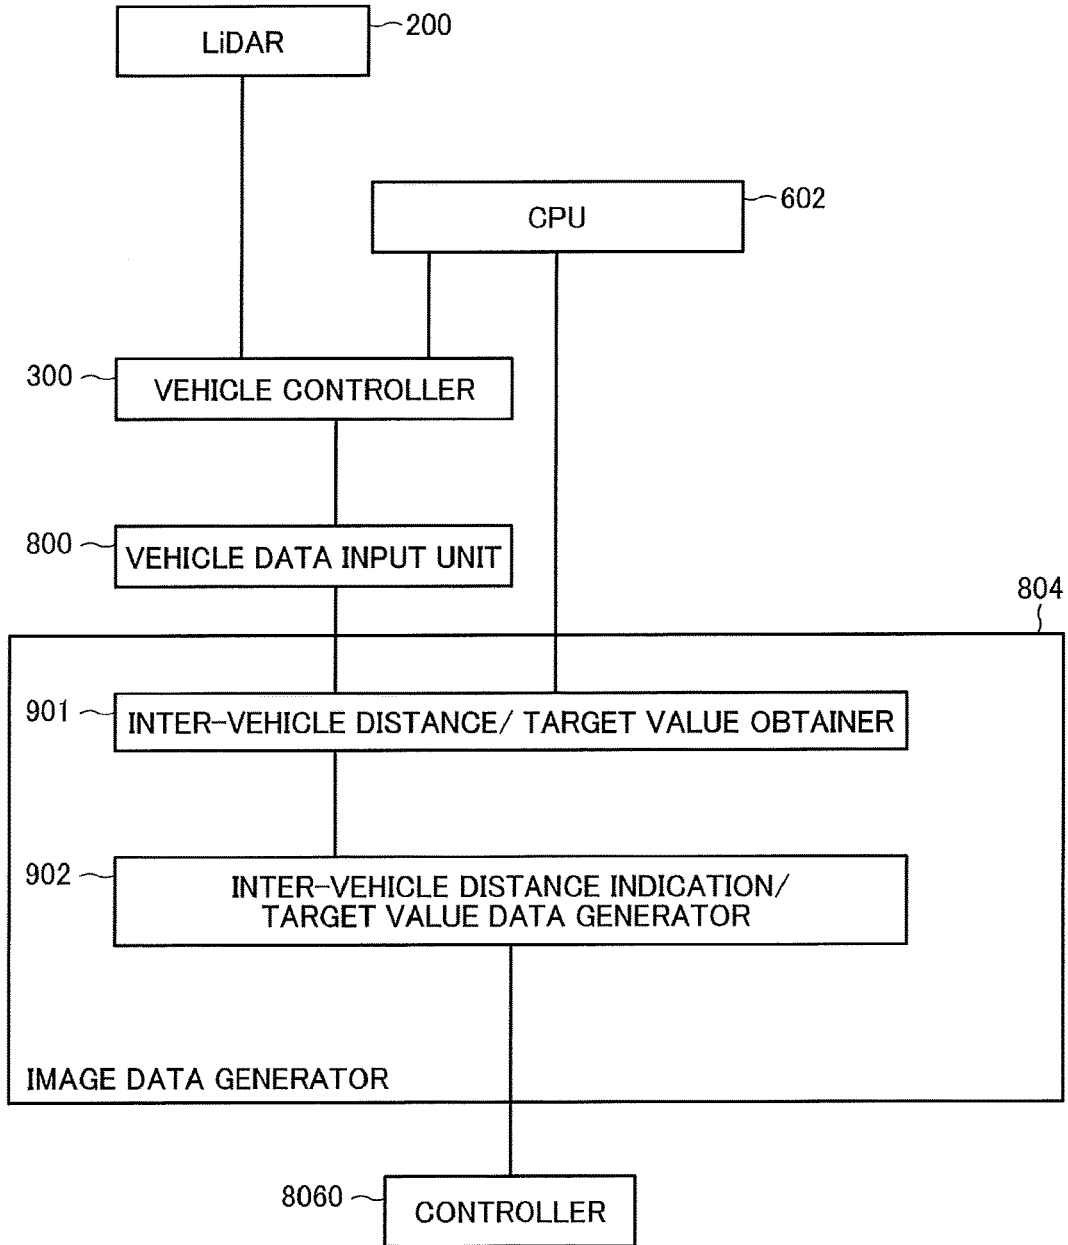 LiDAR
200
CPU
602
300
VEHICLE CONTROLLER
800
VEHICLE DATA INPUT UNIT
804
901
INTER-VEHICLE DISTANCE/ TARGET VALUE OBTAINER
902
INTER-VEHICLE DISTANCE INDICATION/
TARGET VALUE DATA GENERATOR
IMAGE DATA GENERATOR
8060
CONTROLLER